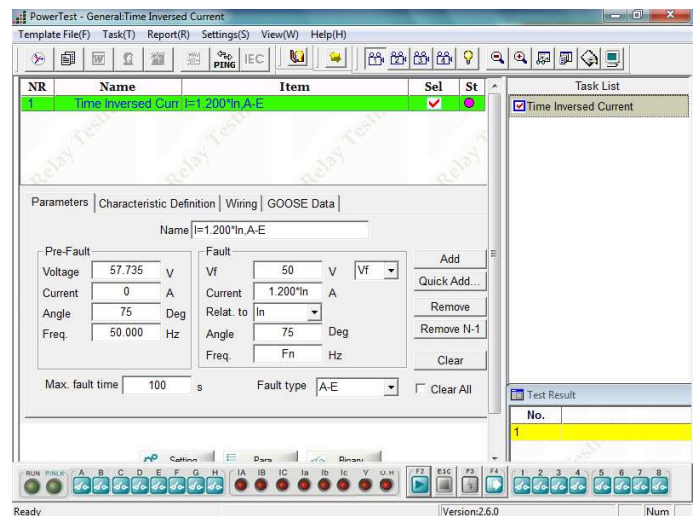 PowerTest - General:Time Inversed Current
Template File(F) Task(T) Report(R) Settings(S) View(W) Help(H)
PING IEC
NR Name Item Sel St
1 Time Inversed Curr I=1.200*In,A-E
Relay Testi
Relay Test
Relay T
Parameters Characteristic Definition Wiring GOOSE Data
Name I=1.200*In,A-E
Pre-Fault
Voltage 57.735 V
Current 0 A
Angle 75 Deg
Freq. 50.000 Hz
Fault
Vf 50 V Vf
Current 1.200*In A
Relat. to In
Angle 75 Deg
Freq. Fn Hz
Add
Quick Add...
Remove
Remove N-1
Clear
Max. fault time 100 s Fault type A-E Clear All
Setting Para Binary
Task List
Time Inversed Current
Test Result
No.
1
RUN PINLK A B C D E F G H IA IB IC Ia Ib Ic V O.H F2 ESC F3 F4 1 2 3 4 5 6 7 8
Ready Version:2.6.0 Num